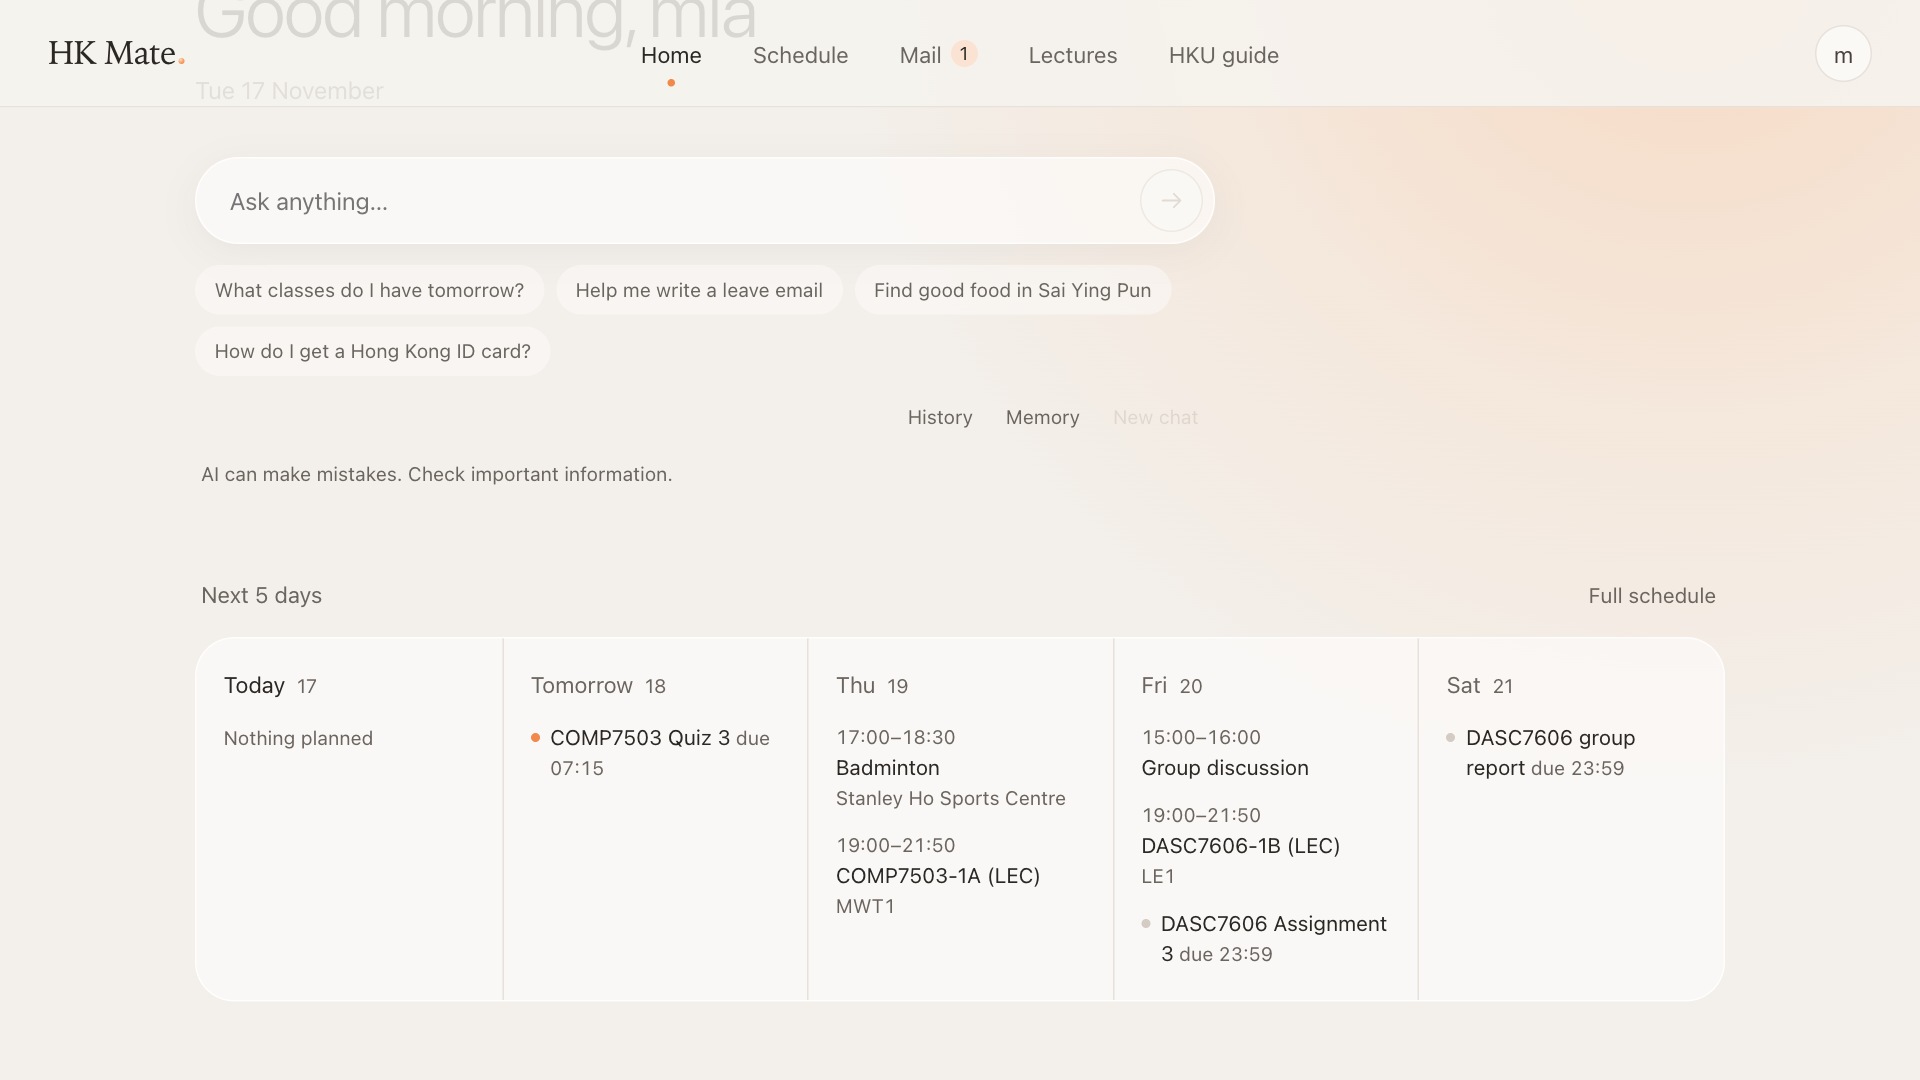 Good morning, mia
HK Mate.
Home
Schedule
Mail 1
Lectures
HKU guide
m
Tue 17 November
Ask anything...
What classes do I have tomorrow?
Help me write a leave email
Find good food in Sai Ying Pun
How do I get a Hong Kong ID card?
History
Memory
New chat
AI can make mistakes. Check important information.
Next 5 days
Full schedule
Today 17
Nothing planned
Tomorrow 18
COMP7503 Quiz 3 due
07:15
Thu 19
17:00–18:30
Badminton
Stanley Ho Sports Centre
19:00–21:50
COMP7503-1A (LEC)
MWT1
Fri 20
15:00–16:00
Group discussion
19:00–21:50
DASC7606-1B (LEC)
LE1
DASC7606 Assignment
3 due 23:59
Sat 21
DASC7606 group
report due 23:59